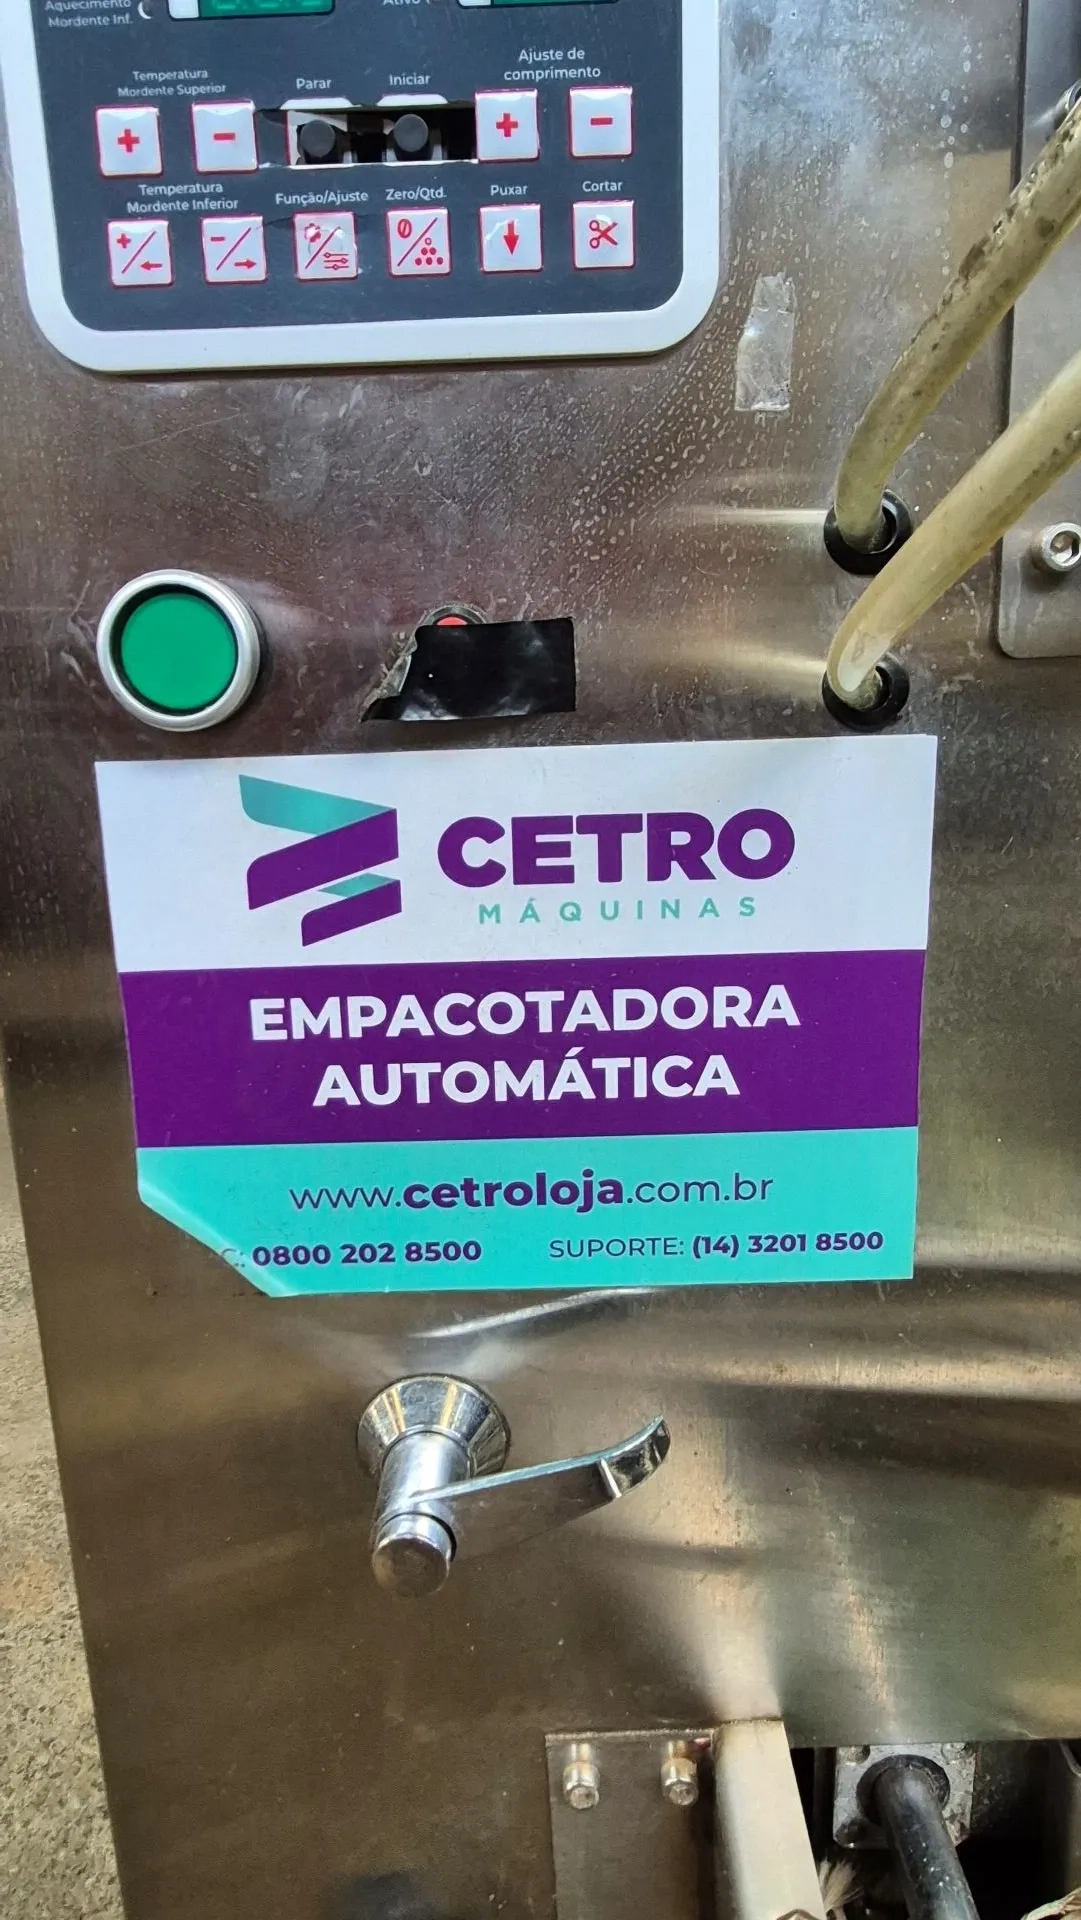 Aquecimento
Mordente Inf.
Ativo
Temperatura
Mordente Superior
Parar
Iniciar
Ajuste de
comprimento
+
-
+
-
Temperatura
Mordente Inferior
Função/Ajuste
Zero/Qtd.
Puxar
Cortar
CETRO
MÁQUINAS
EMPACOTADORA
AUTOMÁTICA
www.cetroloja.com.br
C: 0800 202 8500
SUPORTE: (14) 3201 8500